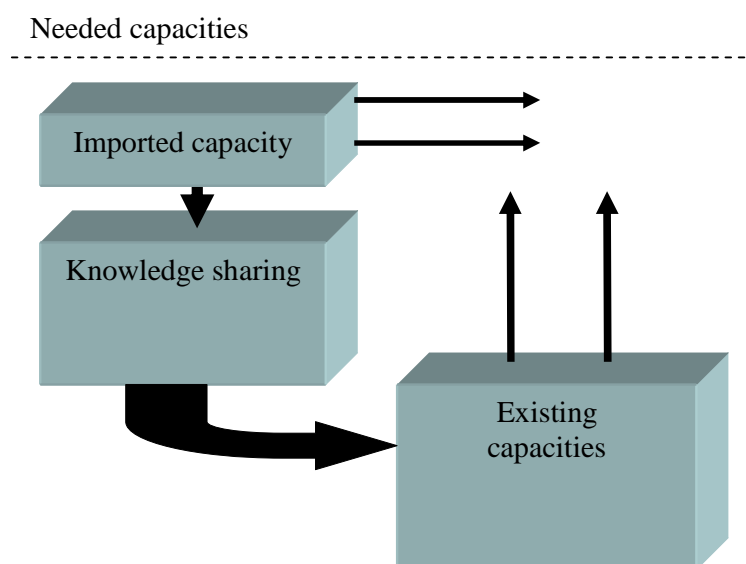 Needed capacities
Imported capacity
Knowledge sharing
Existing
capacities